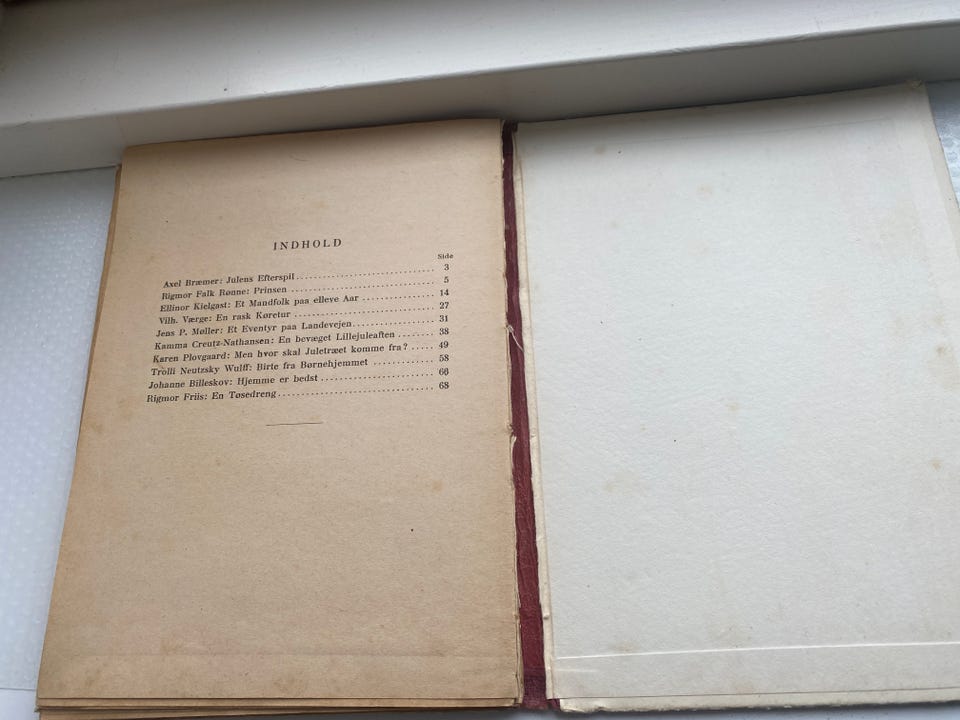 INDHOLD
Side
Axel Bræmer: Julens Efterspil 3
Rigmor Falk Rønne: Prinsen 5
Ellinor Kielgast: Et Mandfolk paa elleve Aar 14
Vilh. Værge: En rask Køretur 27
Jens P. Møller: Et Eventyr paa Landevejen 31
Kamma Creutz-Nathansen: En bevæget Lillejuleaften 38
Karen Plovgaard: Men hvor skal Juletræet komme fra? 49
Trolli Neutzsky Wulff: Birte fra Børnehjemmet 58
Johanne Billeskov: Hjemme er bedst 66
Rigmor Friis: En Tøsedreng 68